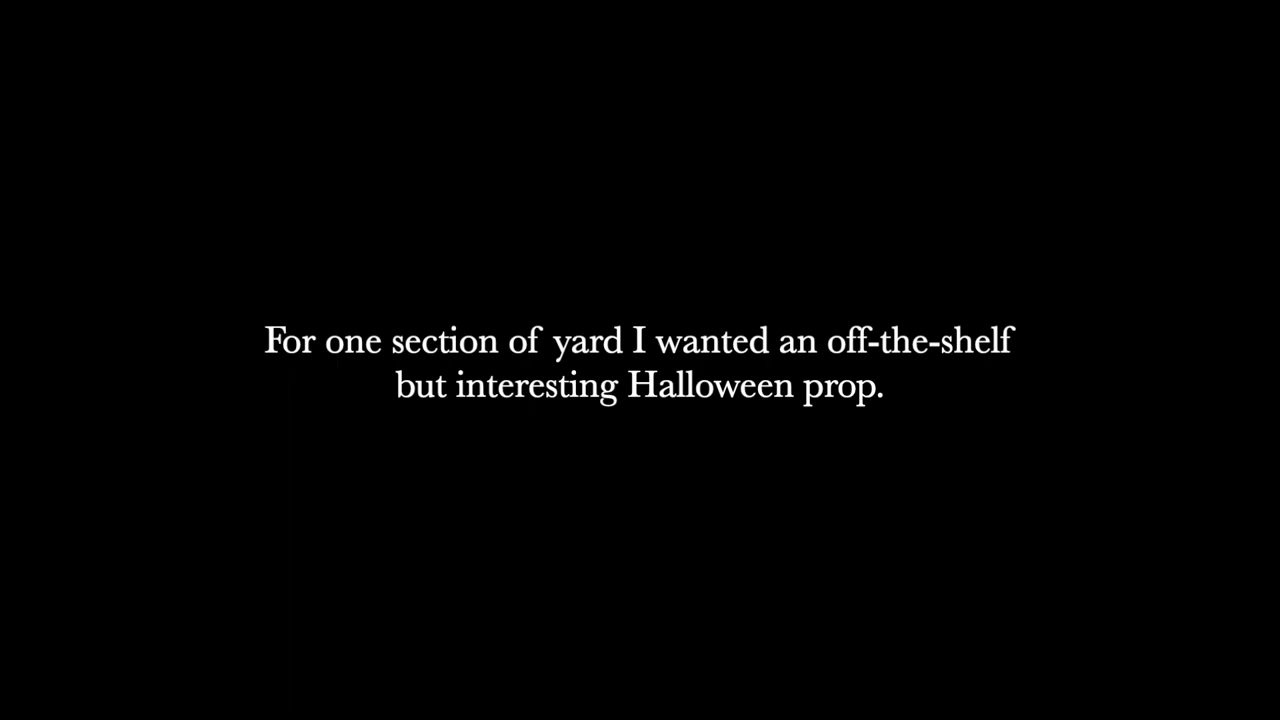 For one section of yard I wanted an off-the-shelf
but interesting Halloween prop.